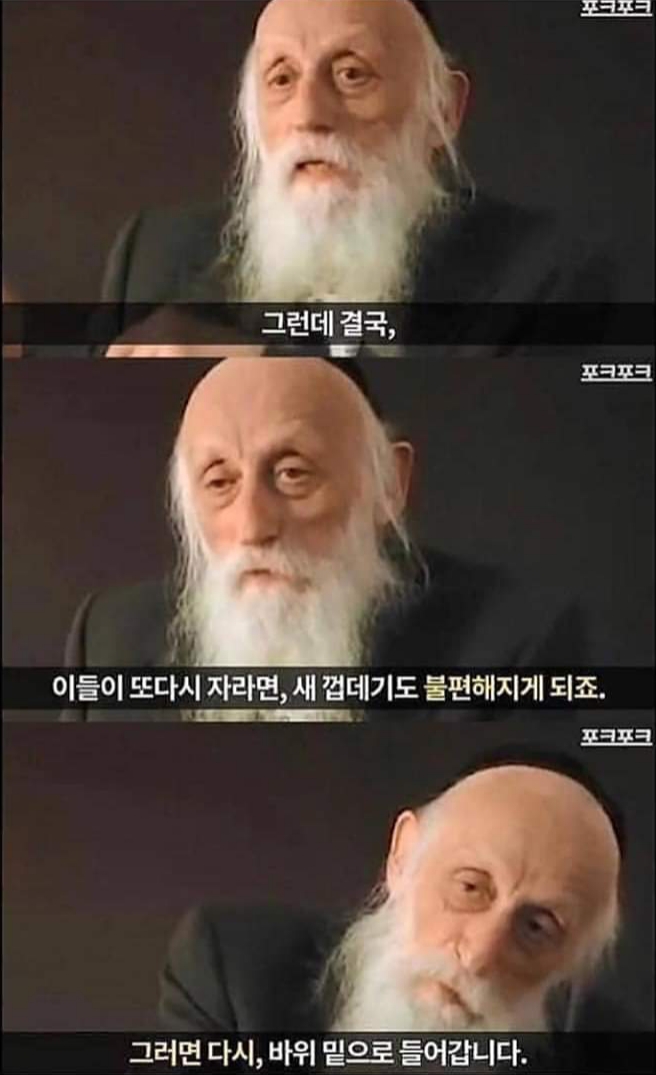 포크포크
그런데 결국,
포크포크
이들이 또다시 자라면, 새 껍데기도 불편해지게 되죠.
포크포크
그러면 다시, 바위 밑으로 들어갑니다.